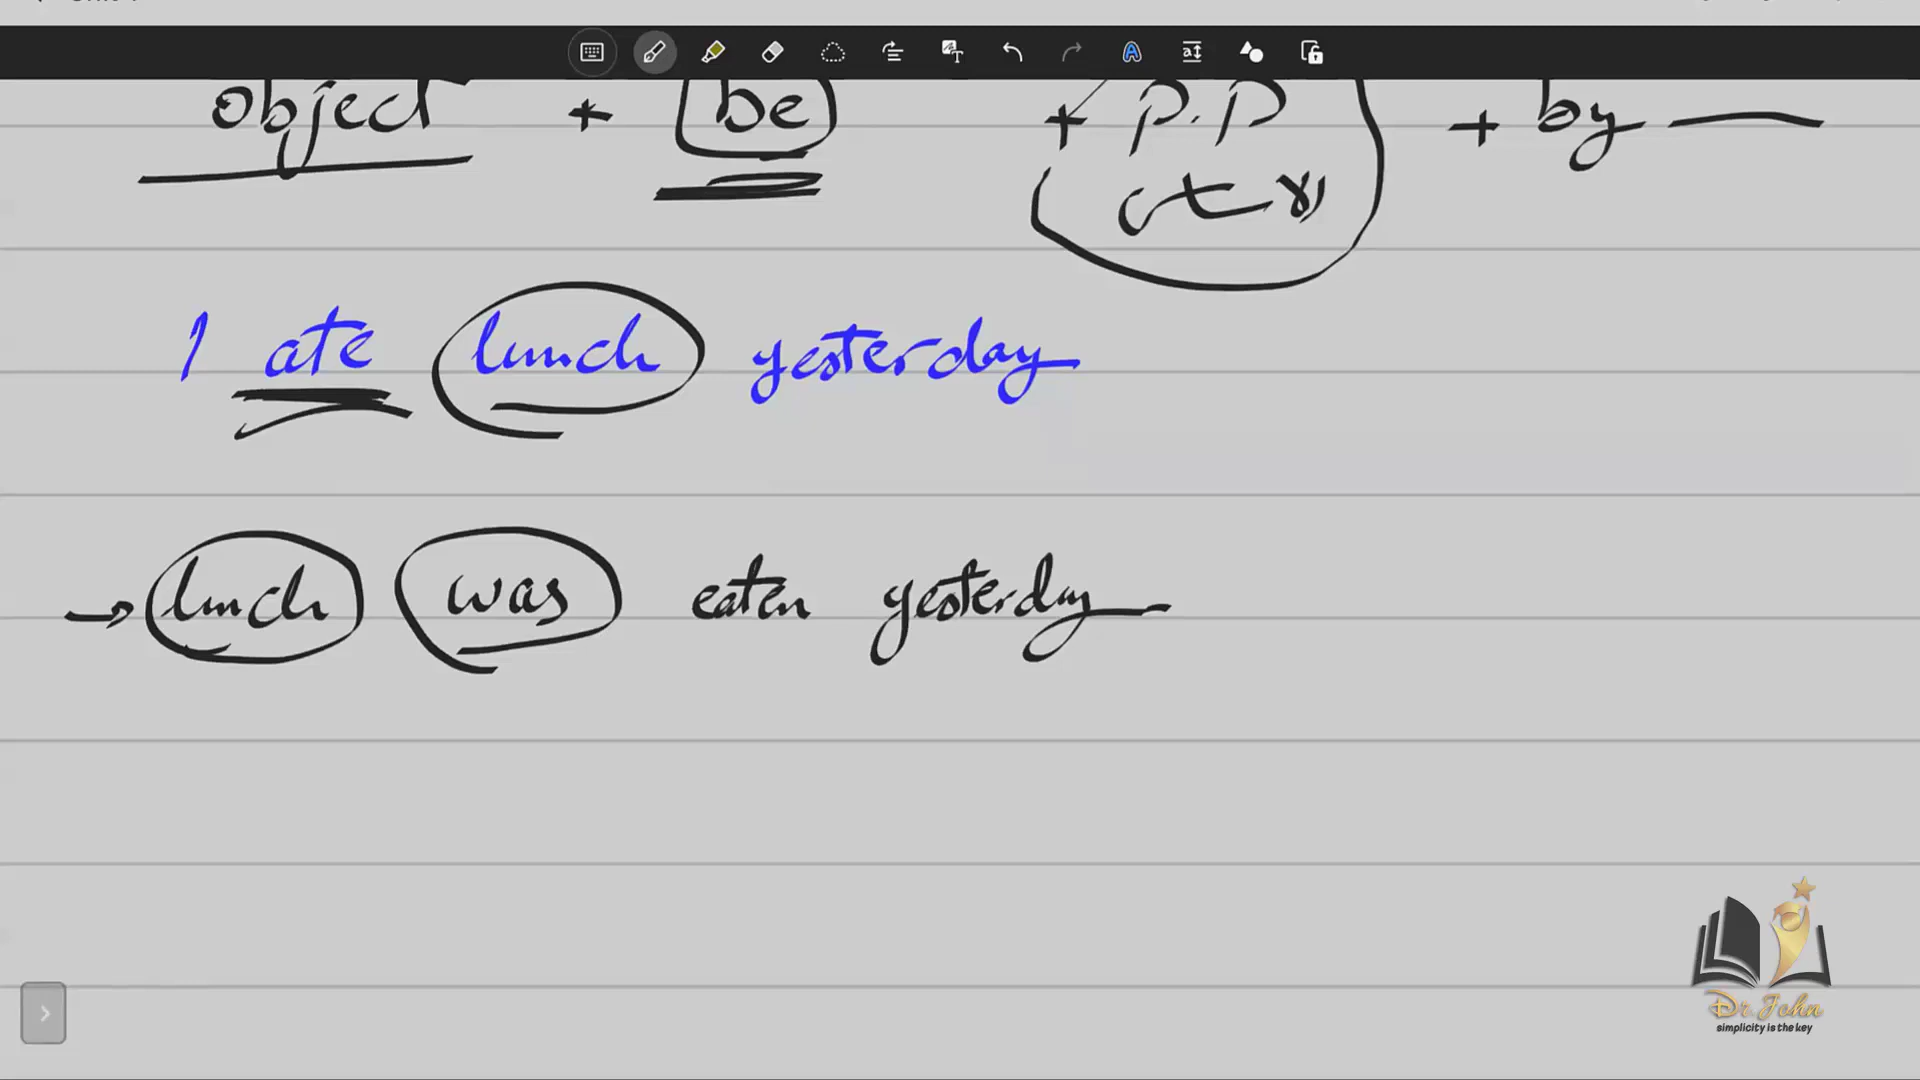 object + be + p.p + by
I ate lunch yesterday
→ lunch was eaten yesterday
Dr. John
simplicity is the key